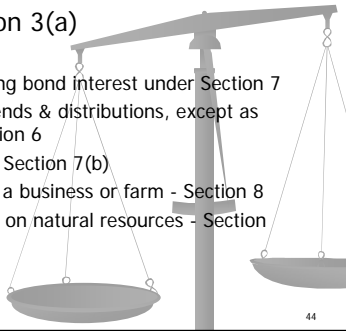 on 3(a)
ng bond interest under Section 7
ends & distributions, except as
ion 6
Section 7(b)
a business or farm - Section 8
on natural resources - Section
44